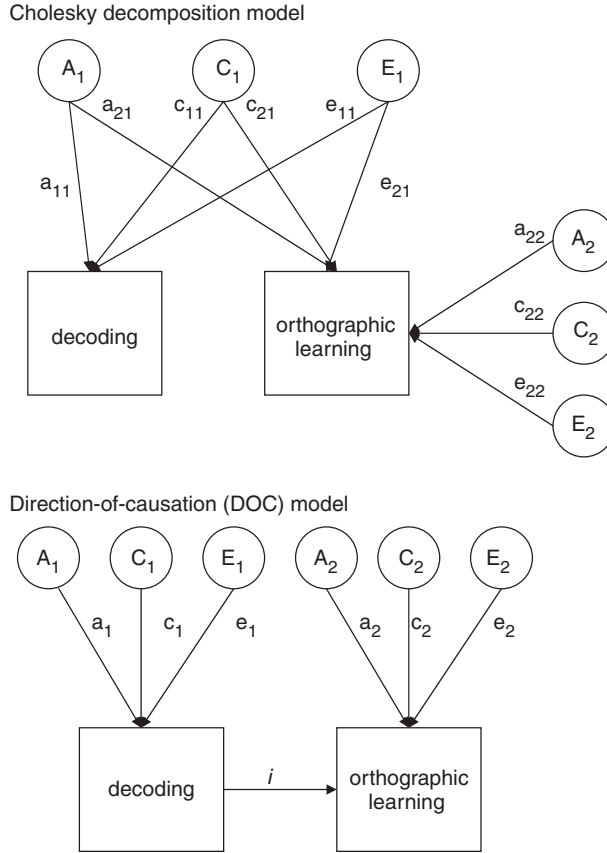 Cholesky decomposition model
A1 C1 E1
a21 c11 c21 e11
a11 e21
a22 A2
decoding
orthographic
learning
c22 C2
e22
E2
Direction-of-causation (DOC) model
A1 C1 E1 A2 C2 E2
a1 c1 e1 a2 c2 e2
decoding
i
orthographic
learning